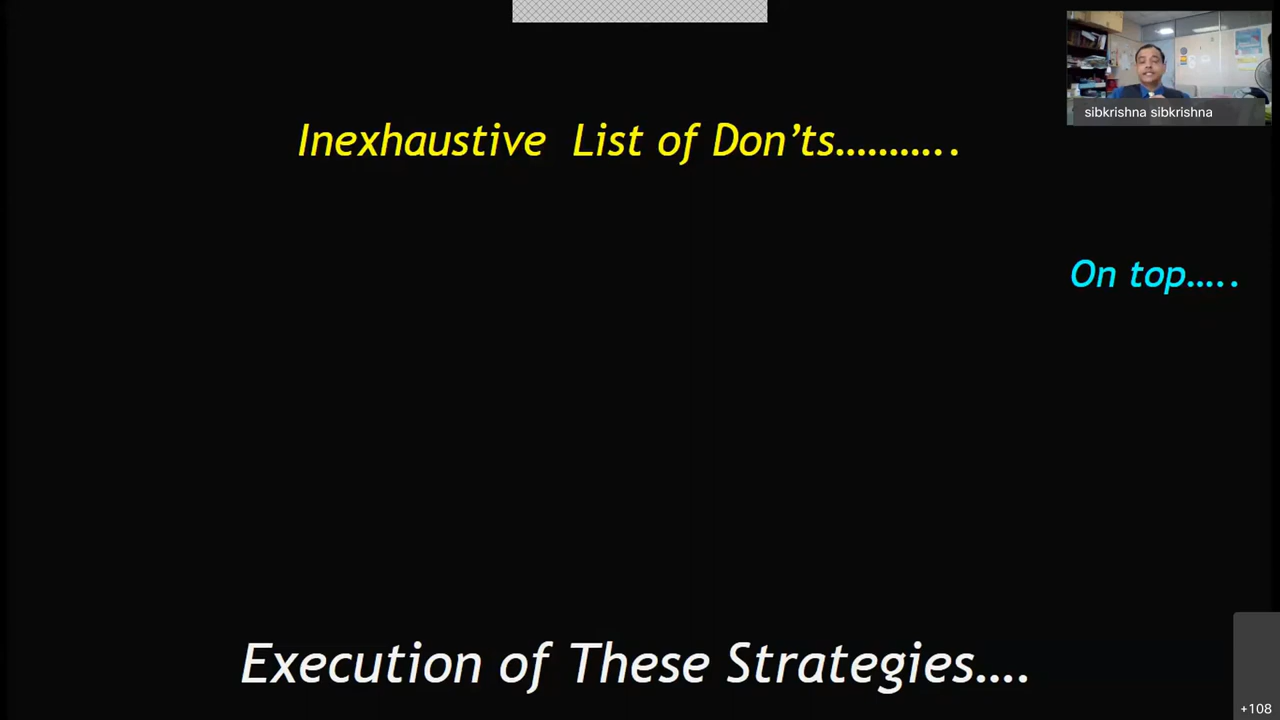 sibkrishna sibkrishna
Inexhaustive List of Don’ts………..
On top…..
Execution of These Strategies….
+108